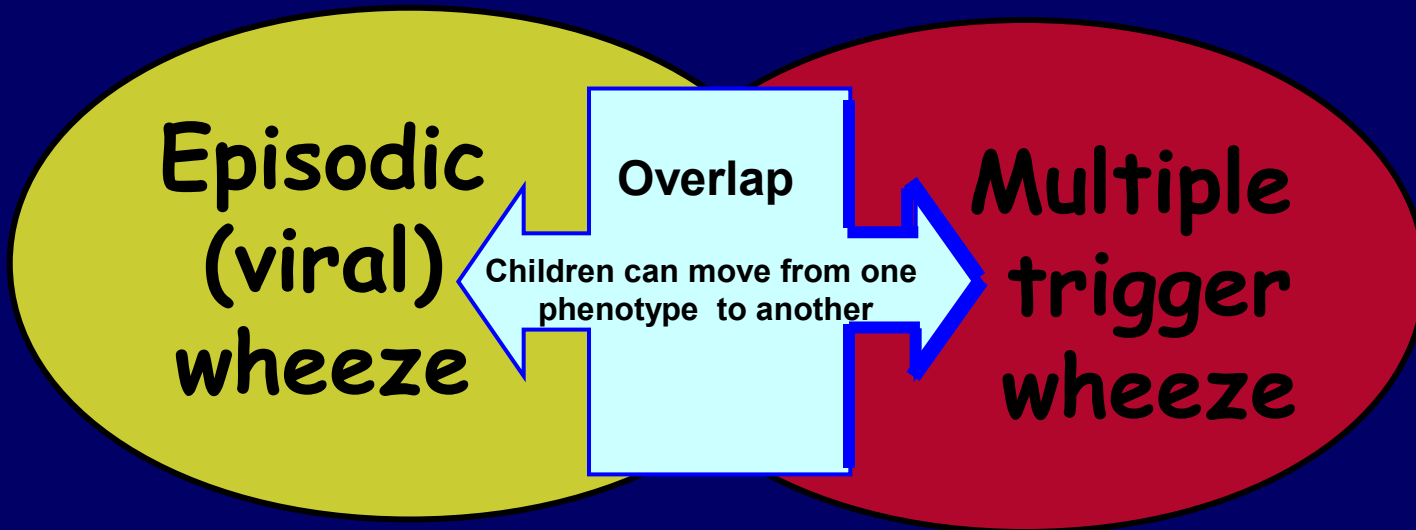 Episodic
(viral)
wheeze
Overlap
Children can move from one
phenotype to another
Multiple
trigger
wheeze